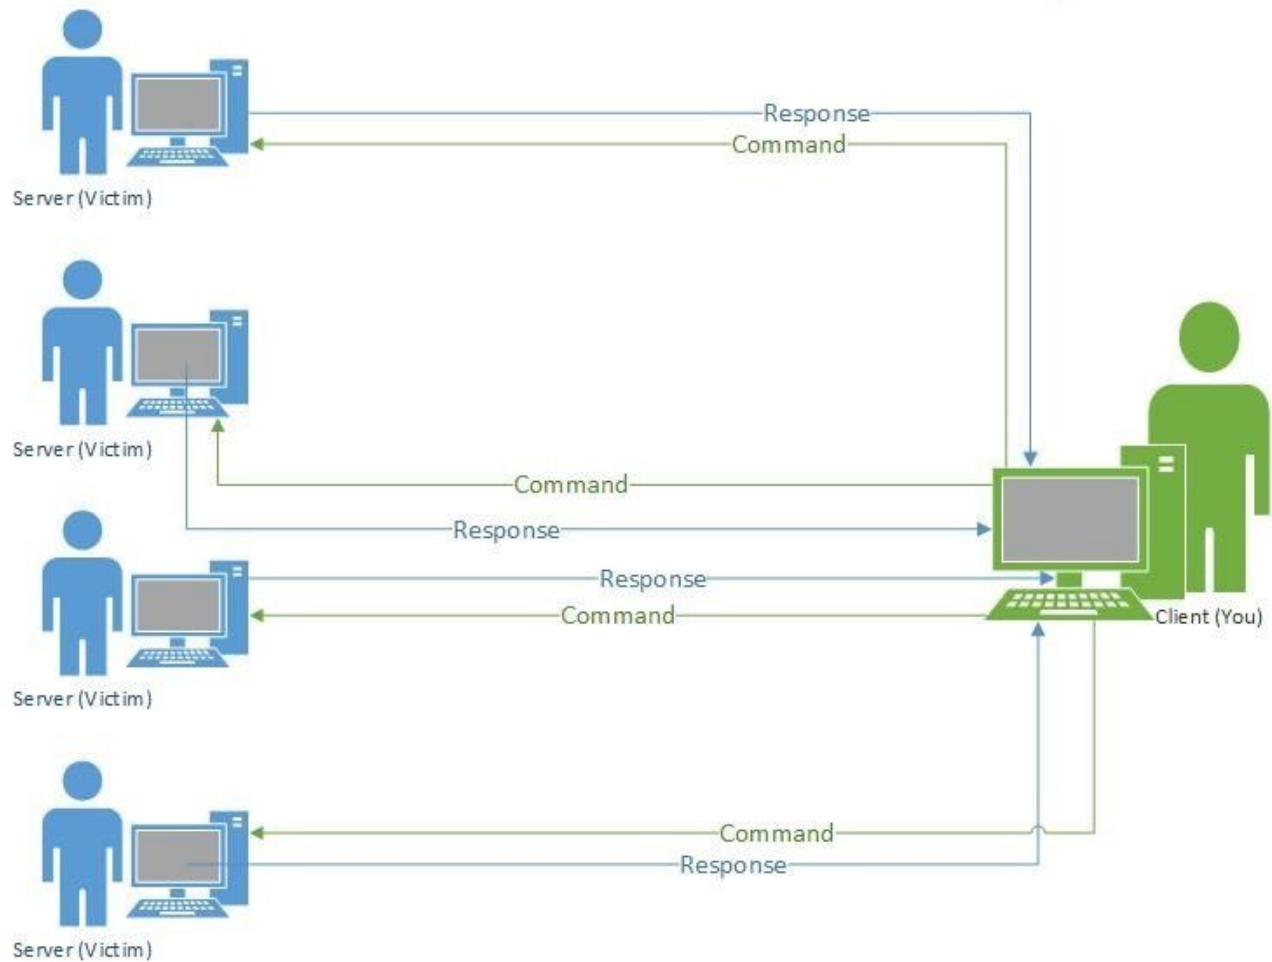 Response
Command
Server (Victim)
Server (Victim)
Command
Response
Response
Command
Client (You)
Server (Victim)
Command
Response
Server (Victim)